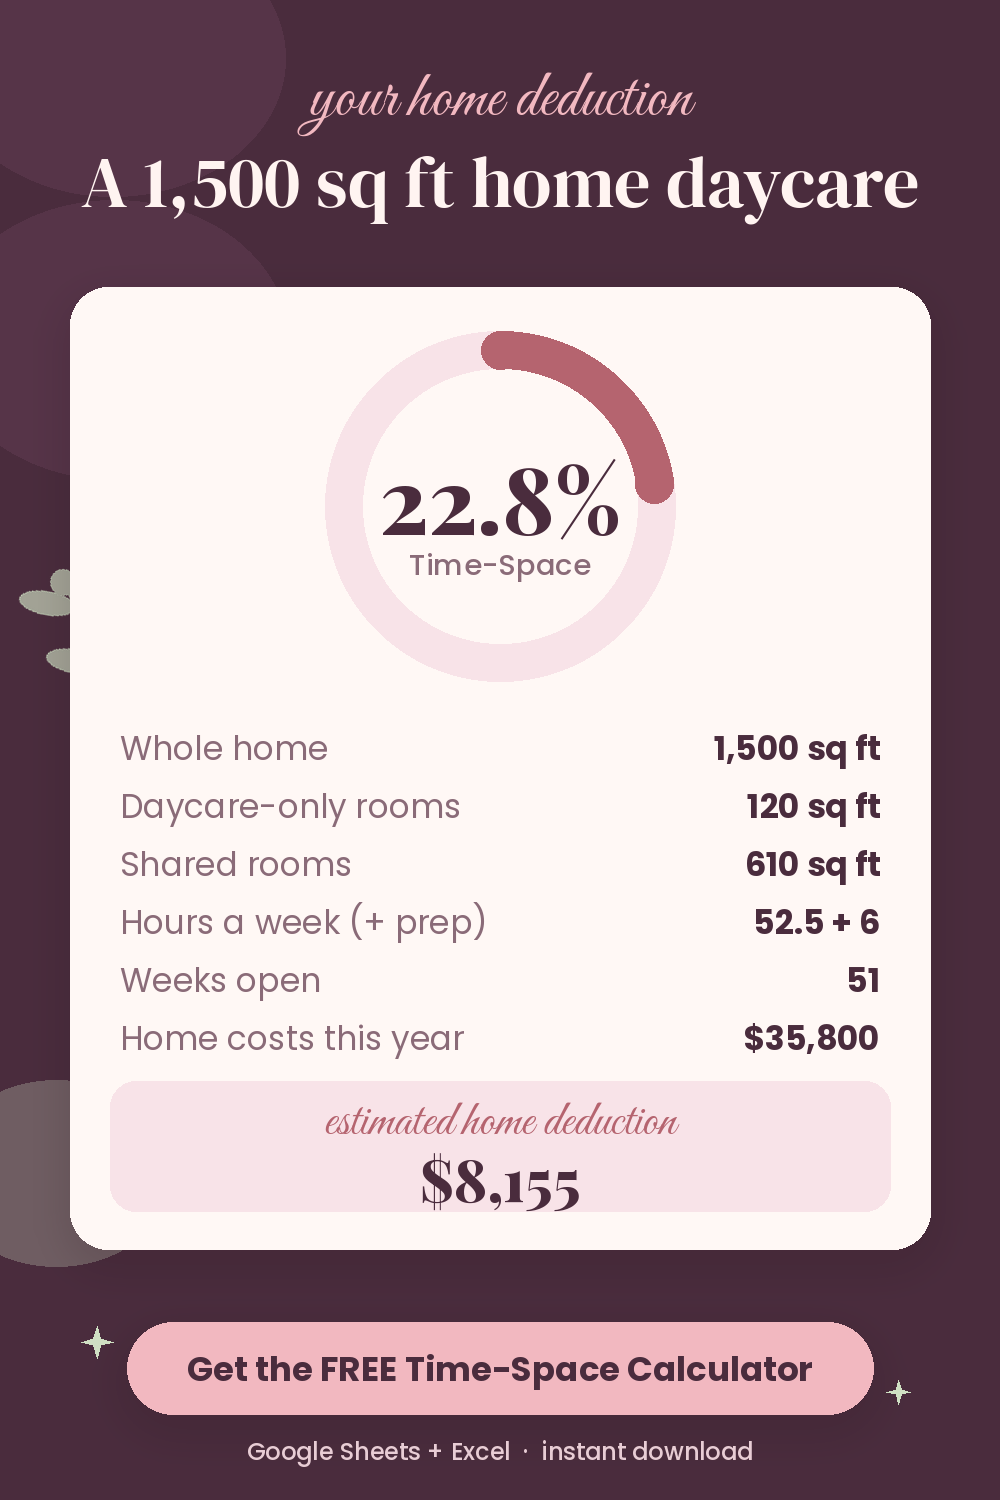 your home deduction
A 1,500 sq ft home daycare
22.8%
Time-Space
Whole home 1,500 sq ft
Daycare-only rooms 120 sq ft
Shared rooms 610 sq ft
Hours a week (+ prep) 52.5 + 6
Weeks open 51
Home costs this year $35,800
estimated home deduction
$8,155
Get the FREE Time-Space Calculator
Google Sheets + Excel · instant download